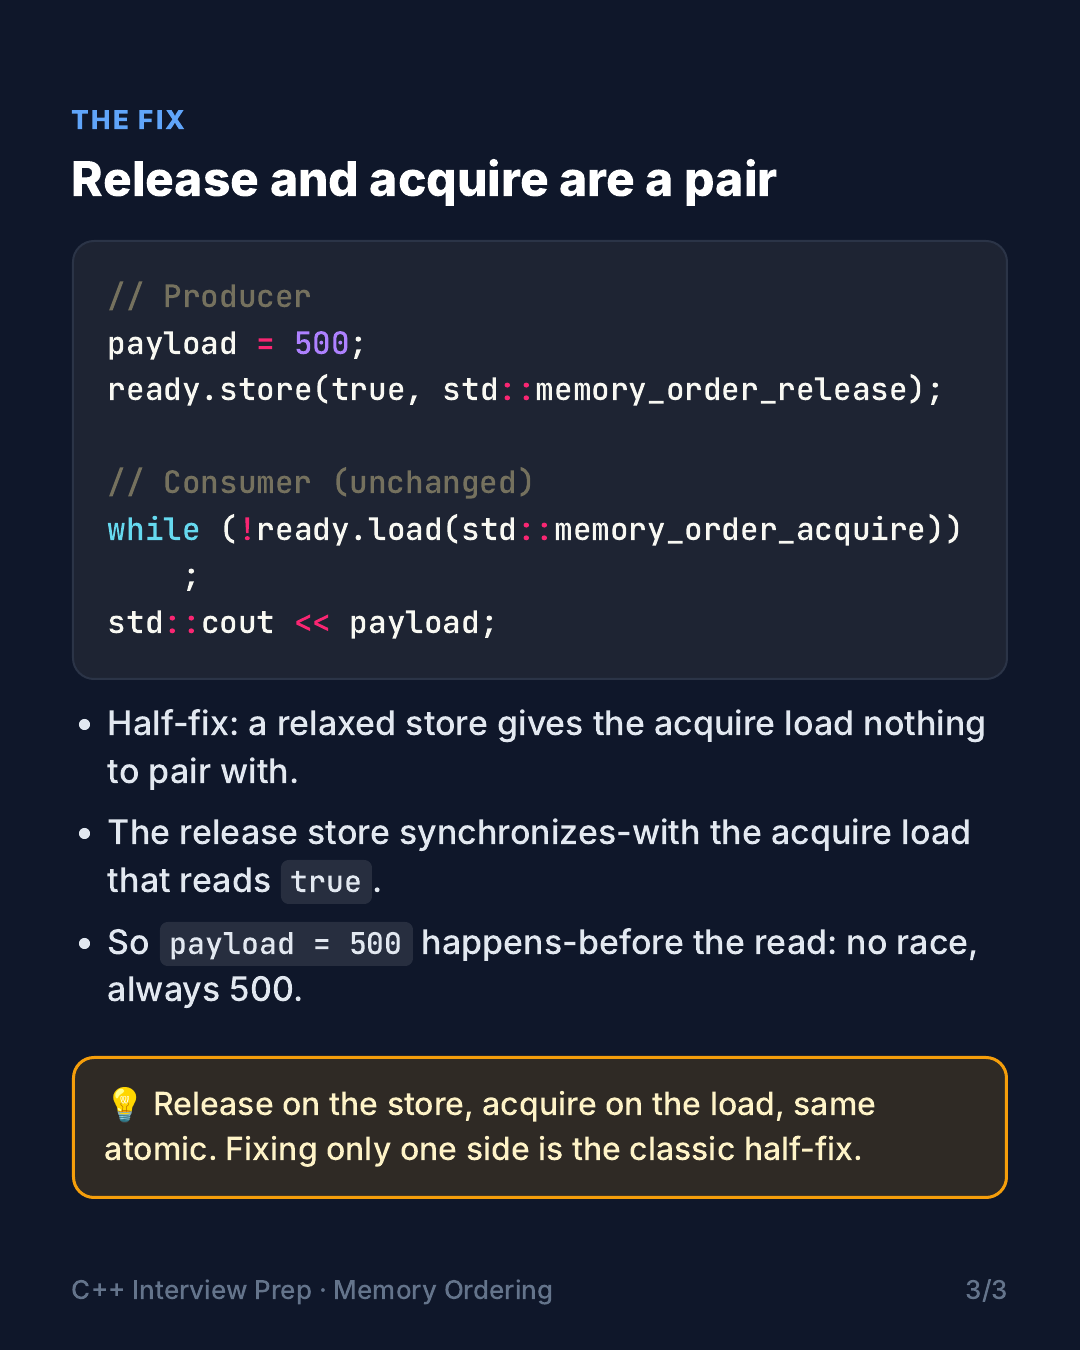 THE FIX
Release and acquire are a pair
// Producer
payload = 500;
ready.store(true, std::memory_order_release);
// Consumer (unchanged)
while (!ready.load(std::memory_order_acquire))
    ;
std::cout << payload;
• Half-fix: a relaxed store gives the acquire load nothing
to pair with.
• The release store synchronizes-with the acquire load
that reads true.
• So payload = 500 happens-before the read: no race,
always 500.
💡 Release on the store, acquire on the load, same
atomic. Fixing only one side is the classic half-fix.
C++ Interview Prep · Memory Ordering
3/3